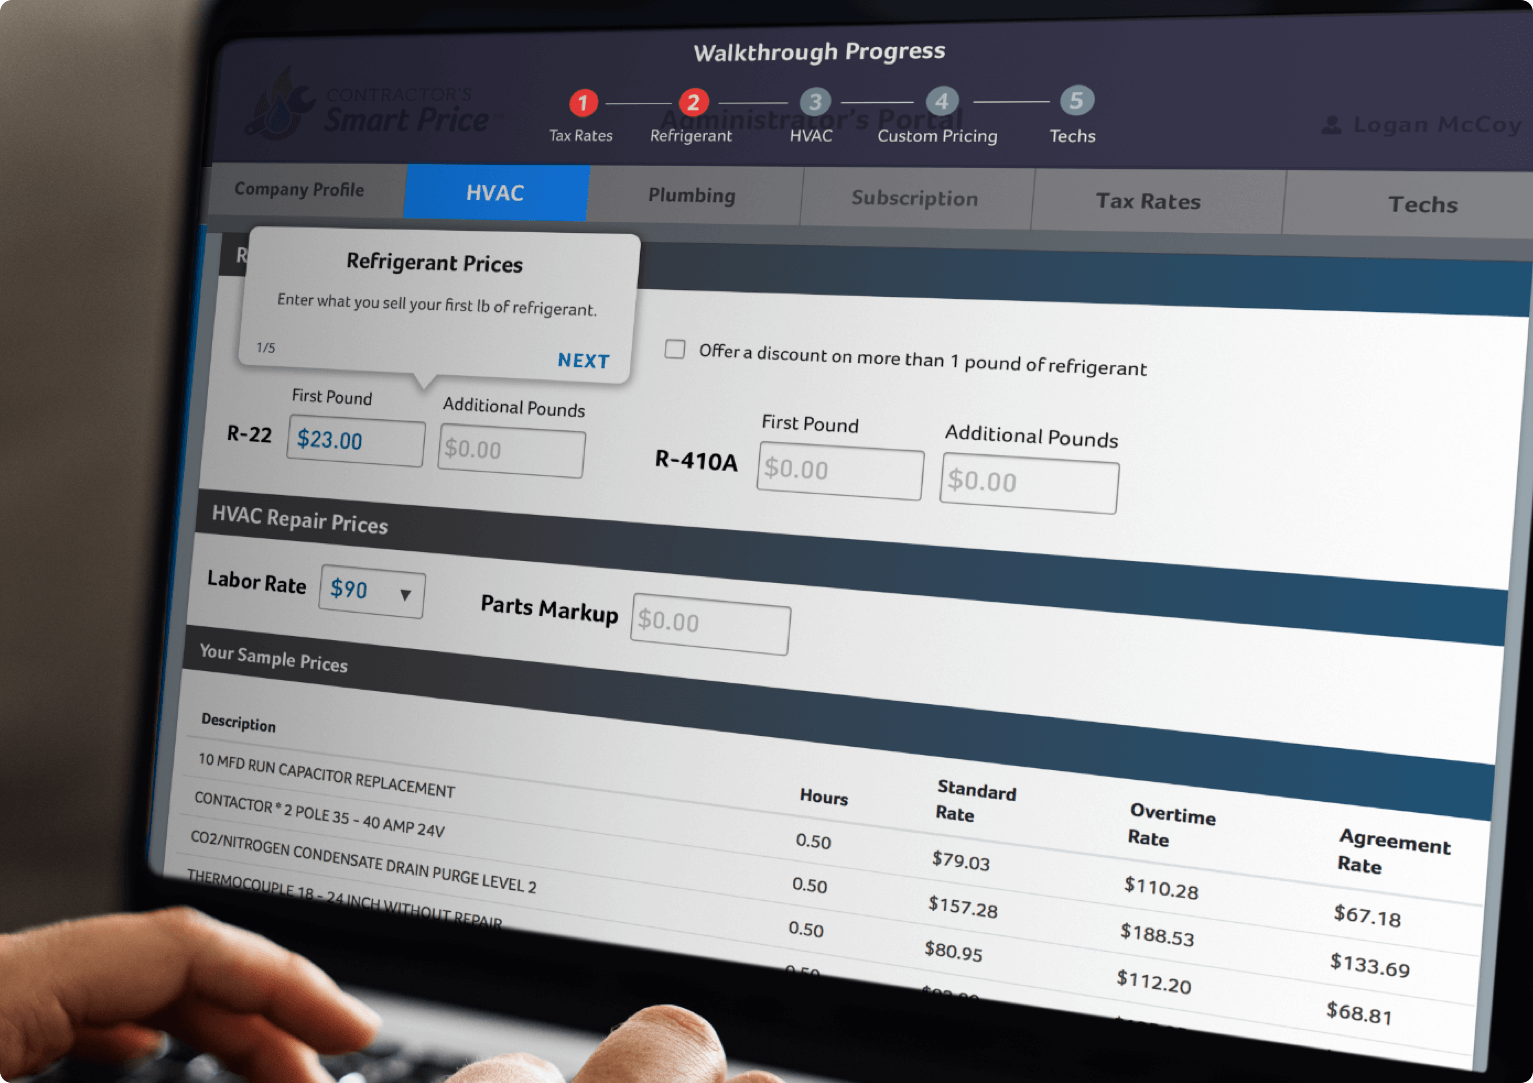 Walkthrough Progress
CONTRACTOR'S
Smart Price
Administrator's Portal
Logan McCoy
1 2 3 4 5
Tax Rates Refrigerant HVAC Custom Pricing Techs
Company Profile HVAC Plumbing Subscription Tax Rates Techs
R
Refrigerant Prices
Enter what you sell your first lb of refrigerant.
1/5 NEXT
Offer a discount on more than 1 pound of refrigerant
First Pound Additional Pounds First Pound Additional Pounds
R-22 $23.00 $0.00 R-410A $0.00 $0.00
HVAC Repair Prices
Labor Rate $90 ▼ Parts Markup $0.00
Your Sample Prices
Description Hours Standard Rate Overtime Rate Agreement Rate
10 MFD RUN CAPACITOR REPLACEMENT 0.50 $79.03 $110.28 $67.18
CONTACTOR * 2 POLE 35 - 40 AMP 24V 0.50 $157.28 $188.53 $133.69
CO2/NITROGEN CONDENSATE DRAIN PURGE LEVEL 2 0.50 $80.95 $112.20 $68.81
THERMOCOUPLE 18 - 24 INCH WITHOUT REPAIR 0.50